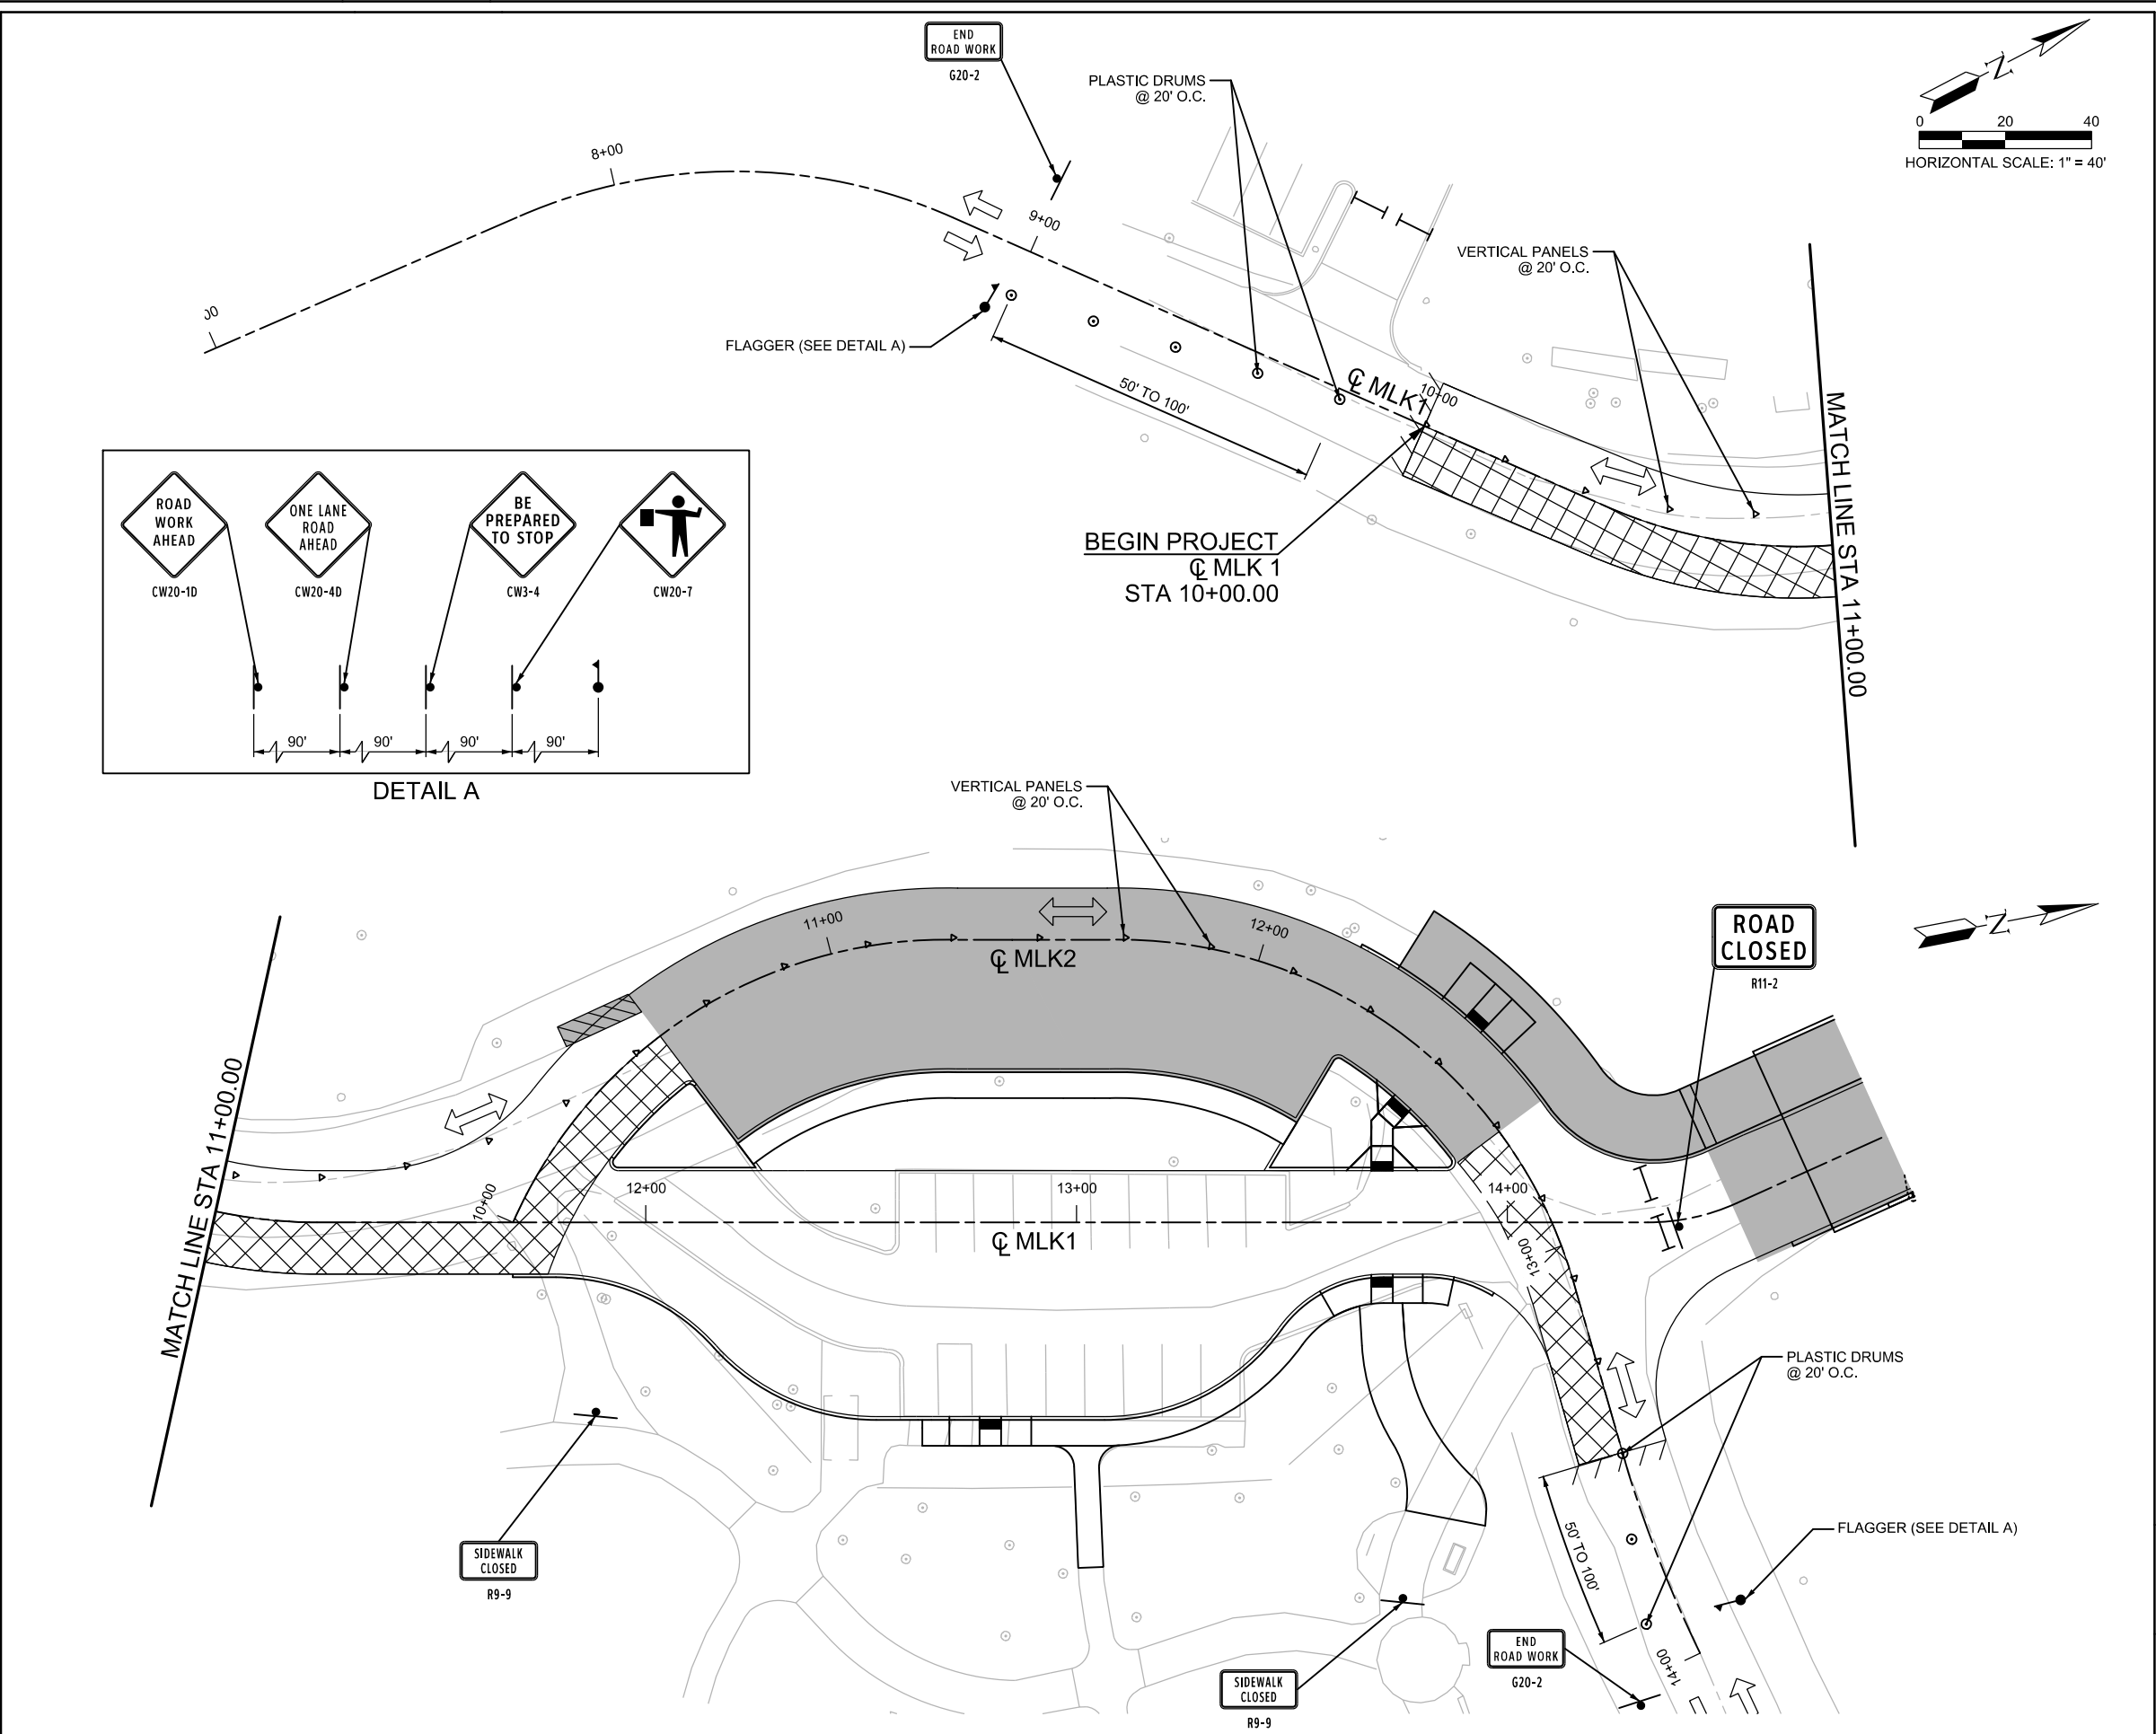 END
ROAD WORK
G20-2
PLASTIC DRUMS
@ 20' O.C.
N
0 20 40
HORIZONTAL SCALE: 1" = 40'
8+00
9+00
VERTICAL PANELS
@ 20' O.C.
00
FLAGGER (SEE DETAIL A)
50' TO 100'
℄ MLK1
10+00
MATCH LINE STA 11+00.00
BEGIN PROJECT
℄ MLK 1
STA 10+00.00
ROAD
WORK
AHEAD
CW20-1D
ONE LANE
ROAD
AHEAD
CW20-4D
BE
PREPARED
TO STOP
CW3-4
CW20-7
90' 90' 90' 90'
DETAIL A
VERTICAL PANELS
@ 20' O.C.
11+00
12+00
℄ MLK2
ROAD
CLOSED
R11-2
N
MATCH LINE STA 11+00.00
10+00
12+00
13+00
14+00
℄ MLK1
13+00
PLASTIC DRUMS
@ 20' O.C.
50' TO 100'
FLAGGER (SEE DETAIL A)
SIDEWALK
CLOSED
R9-9
SIDEWALK
CLOSED
R9-9
END
ROAD WORK
G20-2
14+00